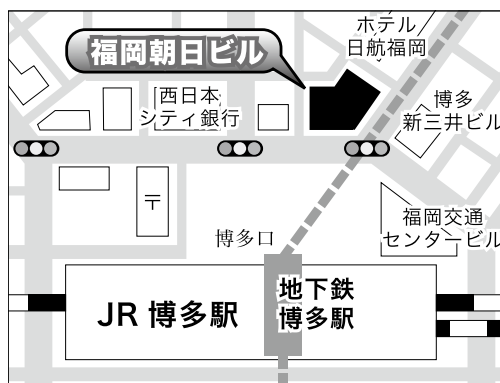 ホテル
日航福岡
福岡朝日ビル
西日本
シティ銀行
博多
新三井ビル
〒
福岡交通
センタービル
博多口
JR 博多駅
地下鉄
博多駅